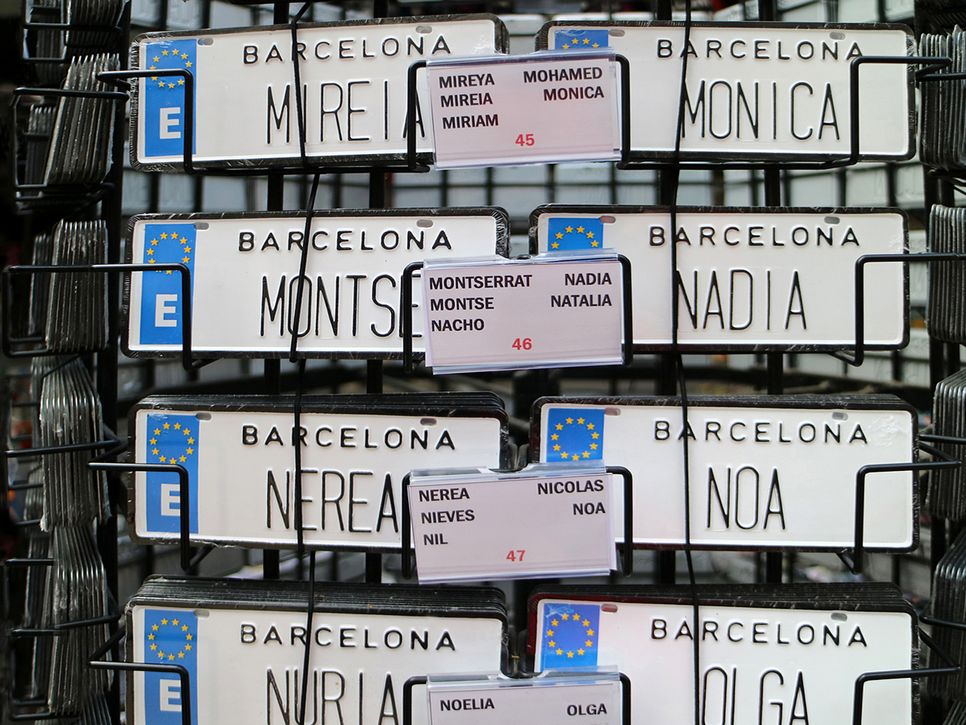 BARCELONA
E MIREIA
MIREYA MOHAMED
MIREIA MONICA
MIRIAM
45
BARCELONA
MONICA
BARCELONA
E MONTSE
MONTSERRAT NADIA
MONTSE NATALIA
NACHO
46
BARCELONA
NADIA
BARCELONA
E NEREA
NEREA NICOLAS
NIEVES NOA
NIL
47
BARCELONA
NOA
BARCELONA
E NURIA
NOELIA OLGA
BARCELONA
OLGA